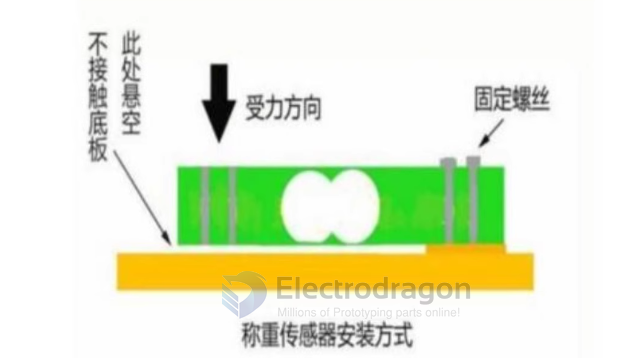 此处悬空
不接触底板
受力方向
固定螺丝
Electrodragon
Millions of Prototyping parts online!
称重传感器安装方式